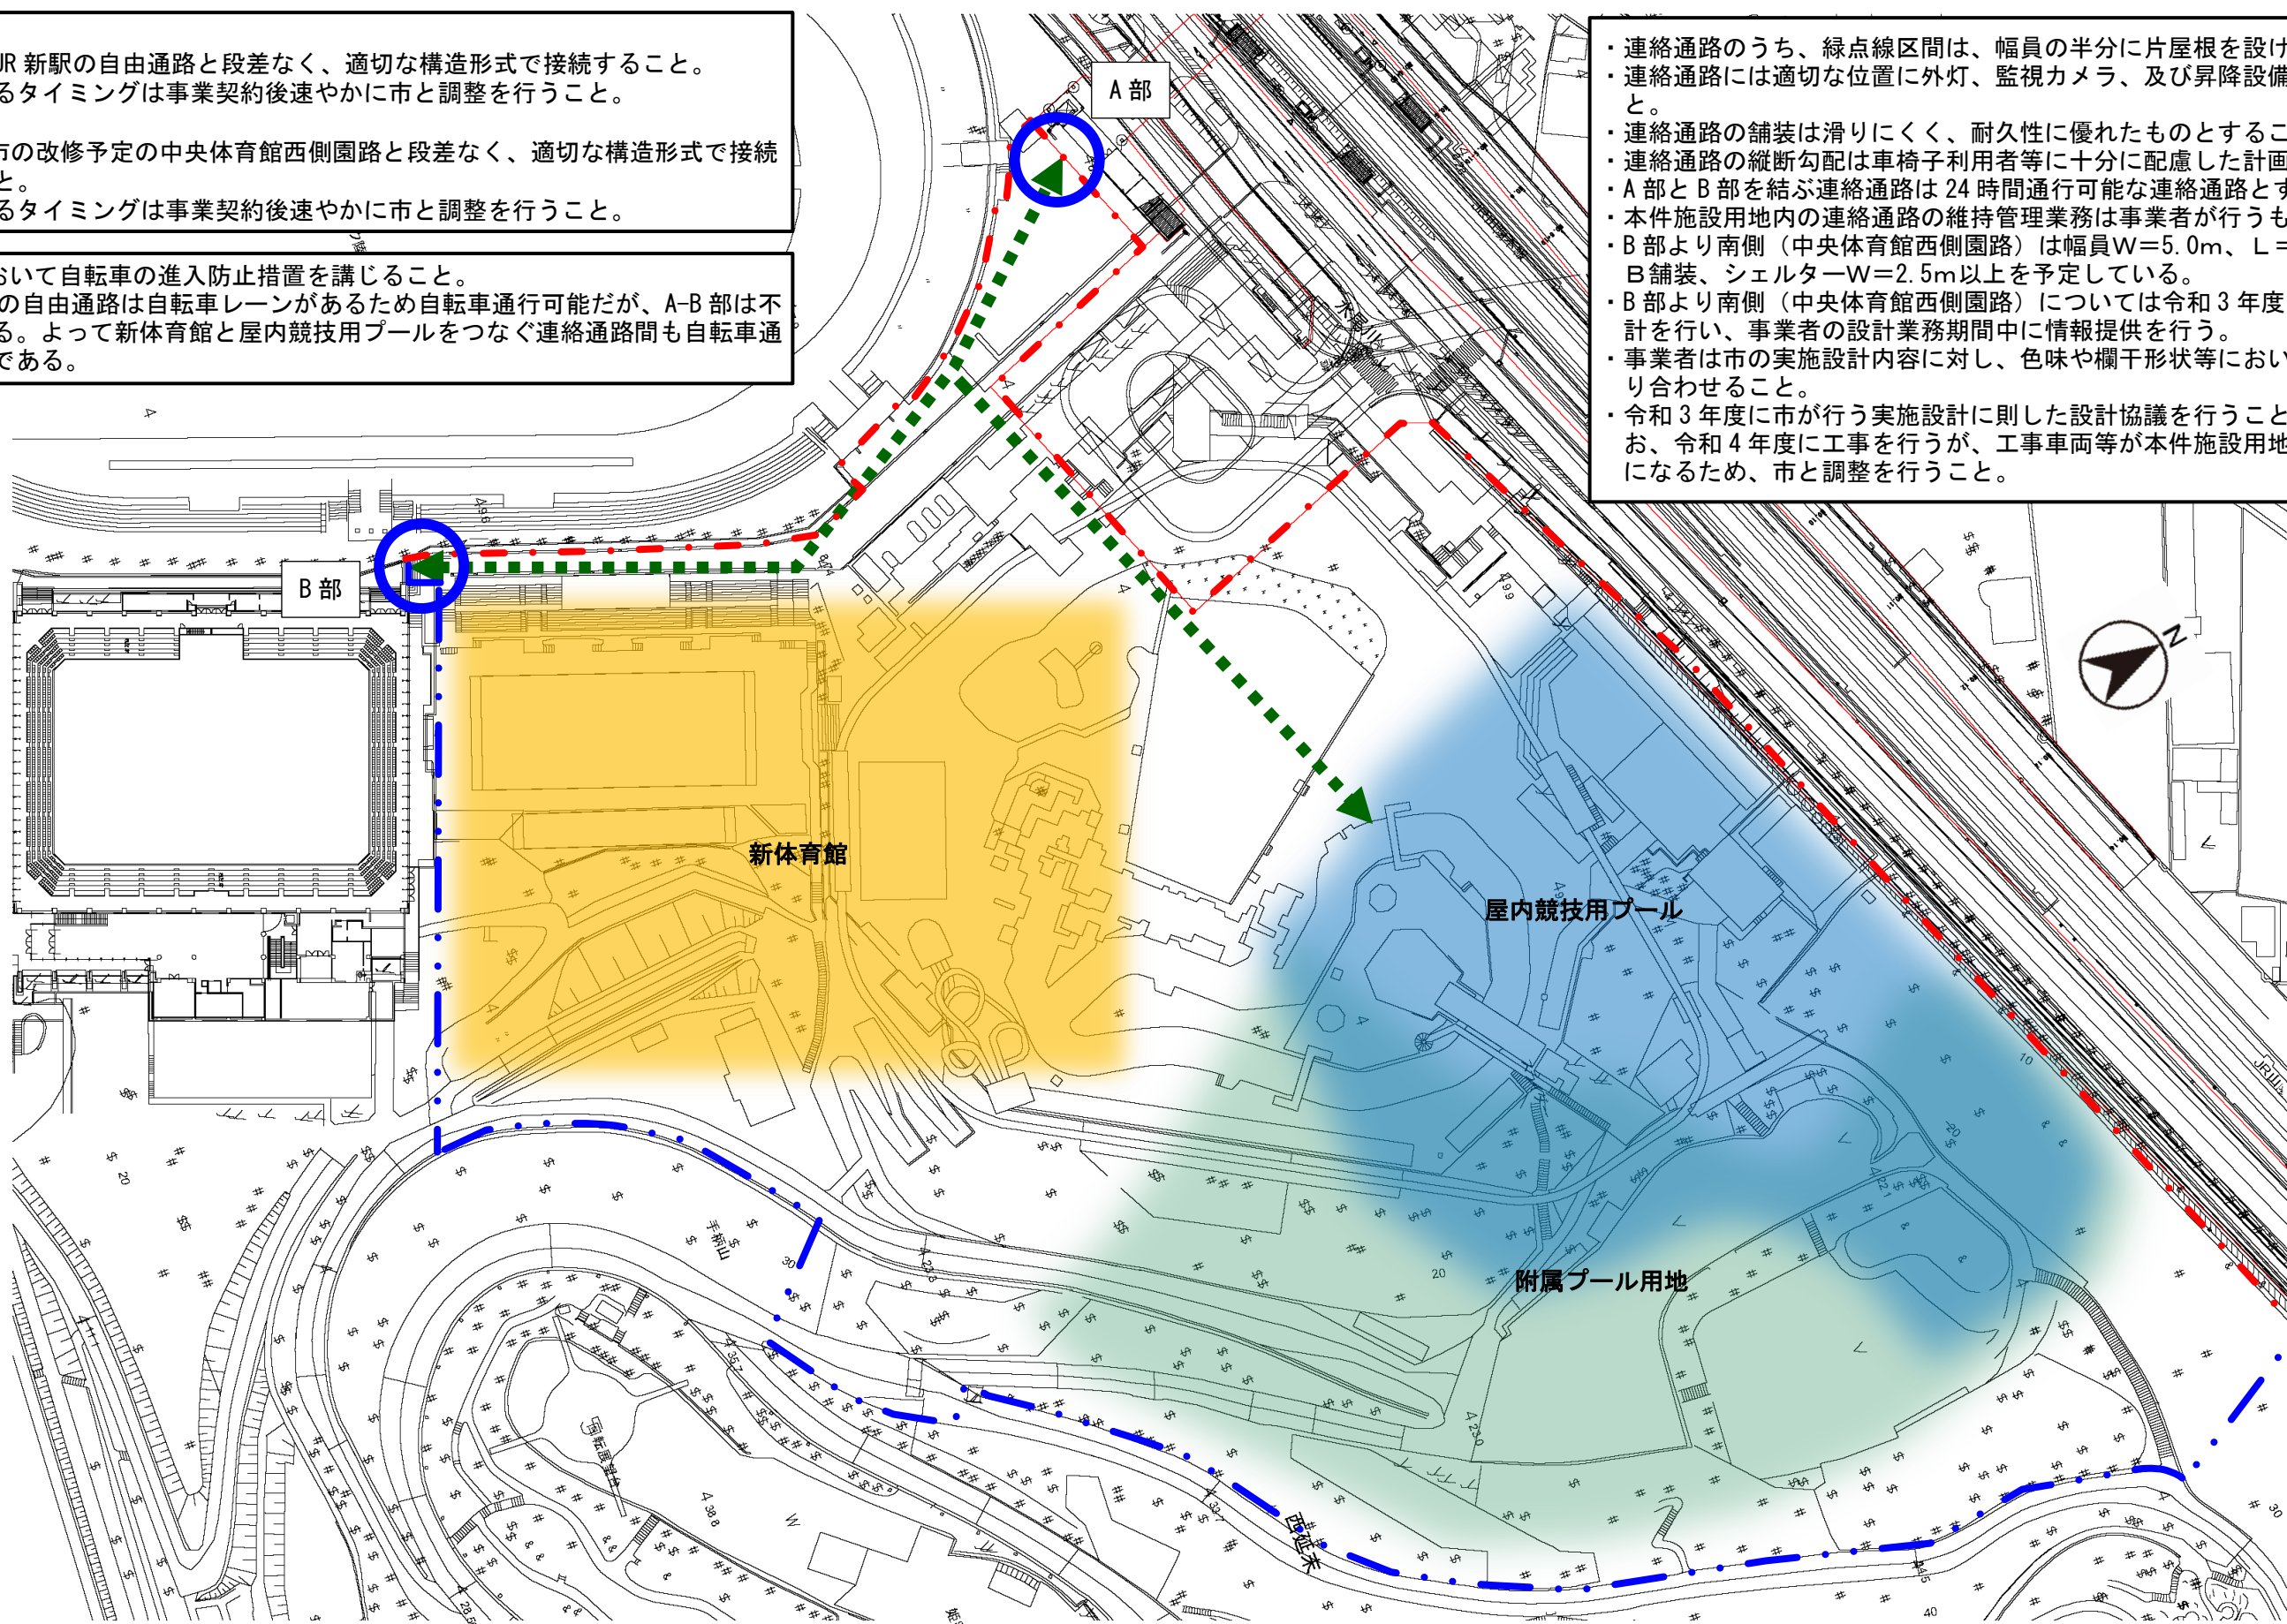 JR新駅の自由通路と段差なく、適切な構造形式で接続すること。
るタイミングは事業契約後速やかに市と調整を行うこと。
市の改修予定の中央体育館西側園路と段差なく、適切な構造形式で接続
と。
るタイミングは事業契約後速やかに市と調整を行うこと。
おいて自転車の進入防止措置を講じること。
の自由通路は自転車レーンがあるため自転車通行可能だが、A-B部は不
る。よって新体育館と屋内競技用プールをつなぐ連絡通路間も自転車通
である。
A部
・連絡通路のうち、緑点線区間は、幅員の半分に片屋根を設け
・連絡通路には適切な位置に外灯、監視カメラ、及び昇降設備
と。
・連絡通路の舗装は滑りにくく、耐久性に優れたものとするこ
・連絡通路の縦断勾配は車椅子利用者等に十分に配慮した計画
・A部とB部を結ぶ連絡通路は24時間通行可能な連絡通路とす
・本件施設用地内の連絡通路の維持管理業務は事業者が行うも
・B部より南側（中央体育館西側園路）は幅員W＝5.0m、L＝
B舗装、シェルターW＝2.5m以上を予定している。
・B部より南側（中央体育館西側園路）については令和3年度
計を行い、事業者の設計業務期間中に情報提供を行う。
・事業者は市の実施設計内容に対し、色味や欄干形状等におい
り合わせること。
・令和3年度に市が行う実施設計に則した設計協議を行うこと
お、令和4年度に工事を行うが、工事車両等が本件施設用地
になるため、市と調整を行うこと。
水尾川
B部
N
新体育館
屋内競技用プール
附属プール用地
手柄山
回転展望台
西延末